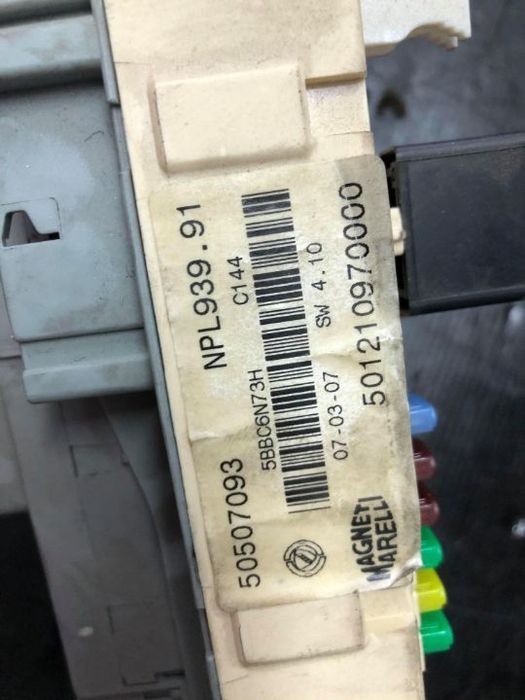 50507093 NPL939.91
5BBC6N73H C144
07-03-07 SW 4.10
MAGNETI
MARELLI
501210970000